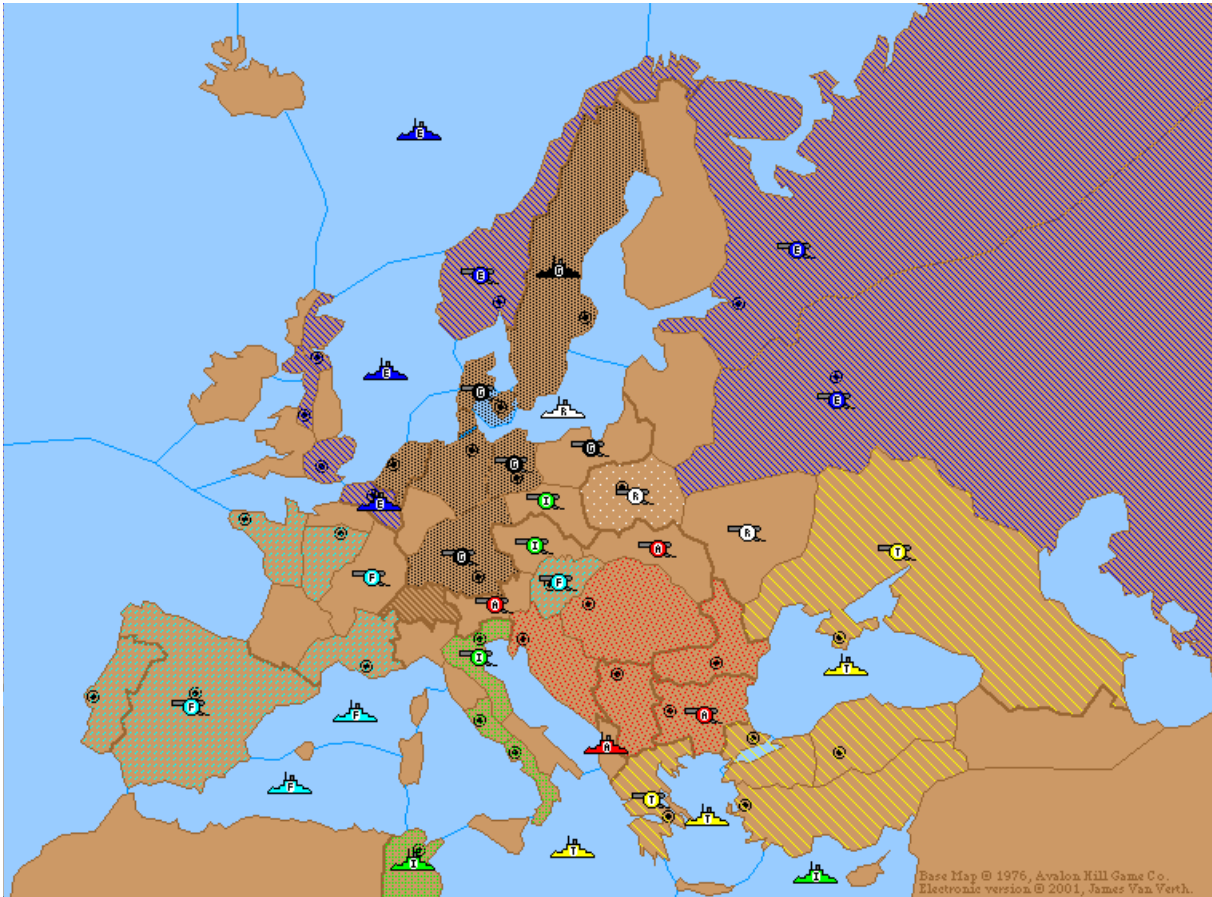 E
E
G
E
E
E
G
R
G
G
I
R
E
R
I
A
T
G
F
F
A
I
T
F
A
F
A
F
T
T
T
I
I
Base Map © 1976, Avalon Hill Game Co.
Electronic version © 2001, James Van Verth.